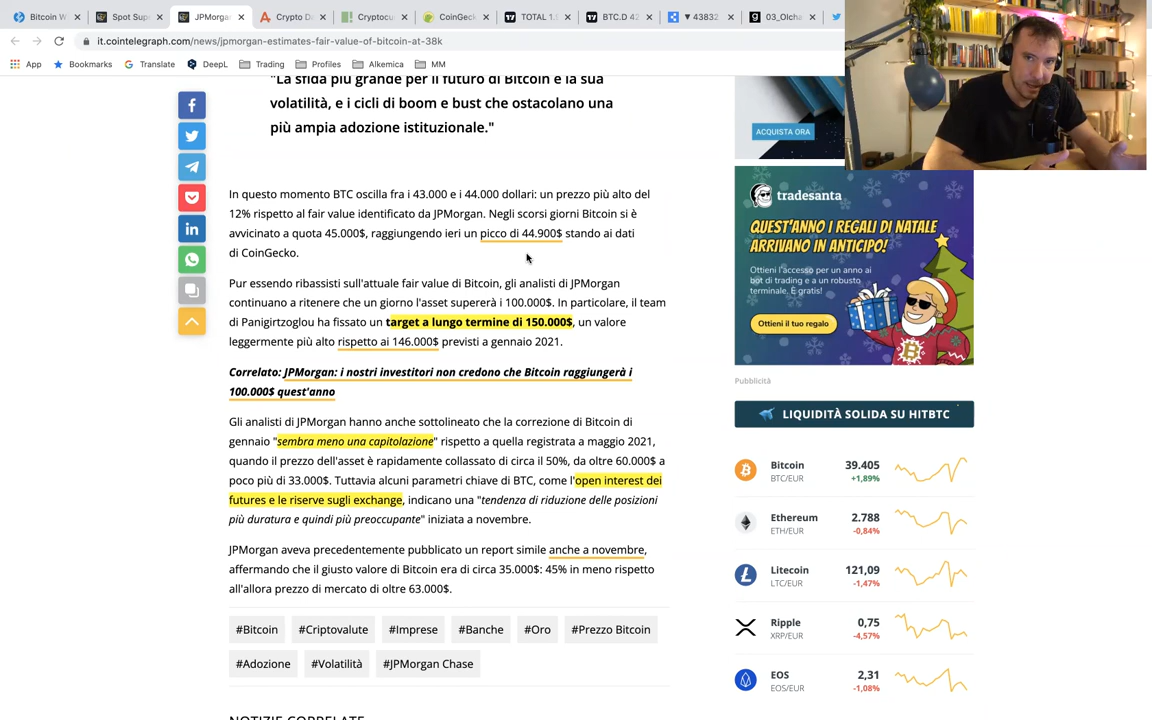 Bitcoin W
Spot Sup
JPMorga
Crypto Da
Cryptocu
CoinGeck
TOTAL 1.
BTC.D 42
▼ 43832
03_Olcha
it.cointelegraph.com/news/jpmorgan-estimates-fair-value-of-bitcoin-at-38k
App
Bookmarks
Translate
DeepL
Trading
Profiles
Alkemica
MM
"La sfida più grande per il futuro di Bitcoin è la sua
volatilità, e i cicli di boom e bust che ostacolano una
più ampia adozione istituzionale."
In questo momento BTC oscilla fra i 43.000 e i 44.000 dollari: un prezzo più alto del
12% rispetto al fair value identificato da JPMorgan. Negli scorsi giorni Bitcoin si è
avvicinato a quota 45.000$, raggiungendo ieri un picco di 44.900$ stando ai dati
di CoinGecko.
Pur essendo ribassisti sull'attuale fair value di Bitcoin, gli analisti di JPMorgan
continuano a ritenere che un giorno l'asset supererà i 100.000$. In particolare, il team
di Panigirtzoglou ha fissato un target a lungo termine di 150.000$, un valore
leggermente più alto rispetto ai 146.000$ previsti a gennaio 2021.
Correlato: JPMorgan: i nostri investitori non credono che Bitcoin raggiungerà i
100.000$ quest'anno
Gli analisti di JPMorgan hanno anche sottolineato che la correzione di Bitcoin di
gennaio "sembra meno una capitolazione" rispetto a quella registrata a maggio 2021,
quando il prezzo dell'asset è rapidamente collassato di circa il 50%, da oltre 60.000$ a
poco più di 33.000$. Tuttavia alcuni parametri chiave di BTC, come l'open interest dei
futures e le riserve sugli exchange, indicano una "tendenza di riduzione delle posizioni
più duratura e quindi più preoccupante" iniziata a novembre.
JPMorgan aveva precedentemente pubblicato un report simile anche a novembre,
affermando che il giusto valore di Bitcoin era di circa 35.000$: 45% in meno rispetto
all'allora prezzo di mercato di oltre 63.000$.
#Bitcoin
#Criptovalute
#Imprese
#Banche
#Oro
#Prezzo Bitcoin
#Adozione
#Volatilità
#JPMorgan Chase
NOTIZIE CORRELATE
ACQUISTA ORA
tradesanta
QUEST'ANNO I REGALI DI NATALE
ARRIVANO IN ANTICIPO!
Ottieni l'accesso per un anno ai
bot di trading e a un robusto
terminale. È gratis!
Ottieni il tuo regalo
Pubblicità
LIQUIDITÀ SOLIDA SU HITBTC
Bitcoin 39.405
BTC/EUR +1,89%
Ethereum 2.788
ETH/EUR -0,84%
Litecoin 121,09
LTC/EUR -1,47%
Ripple 0,75
XRP/EUR -4,57%
EOS 2,31
EOS/EUR -1,08%